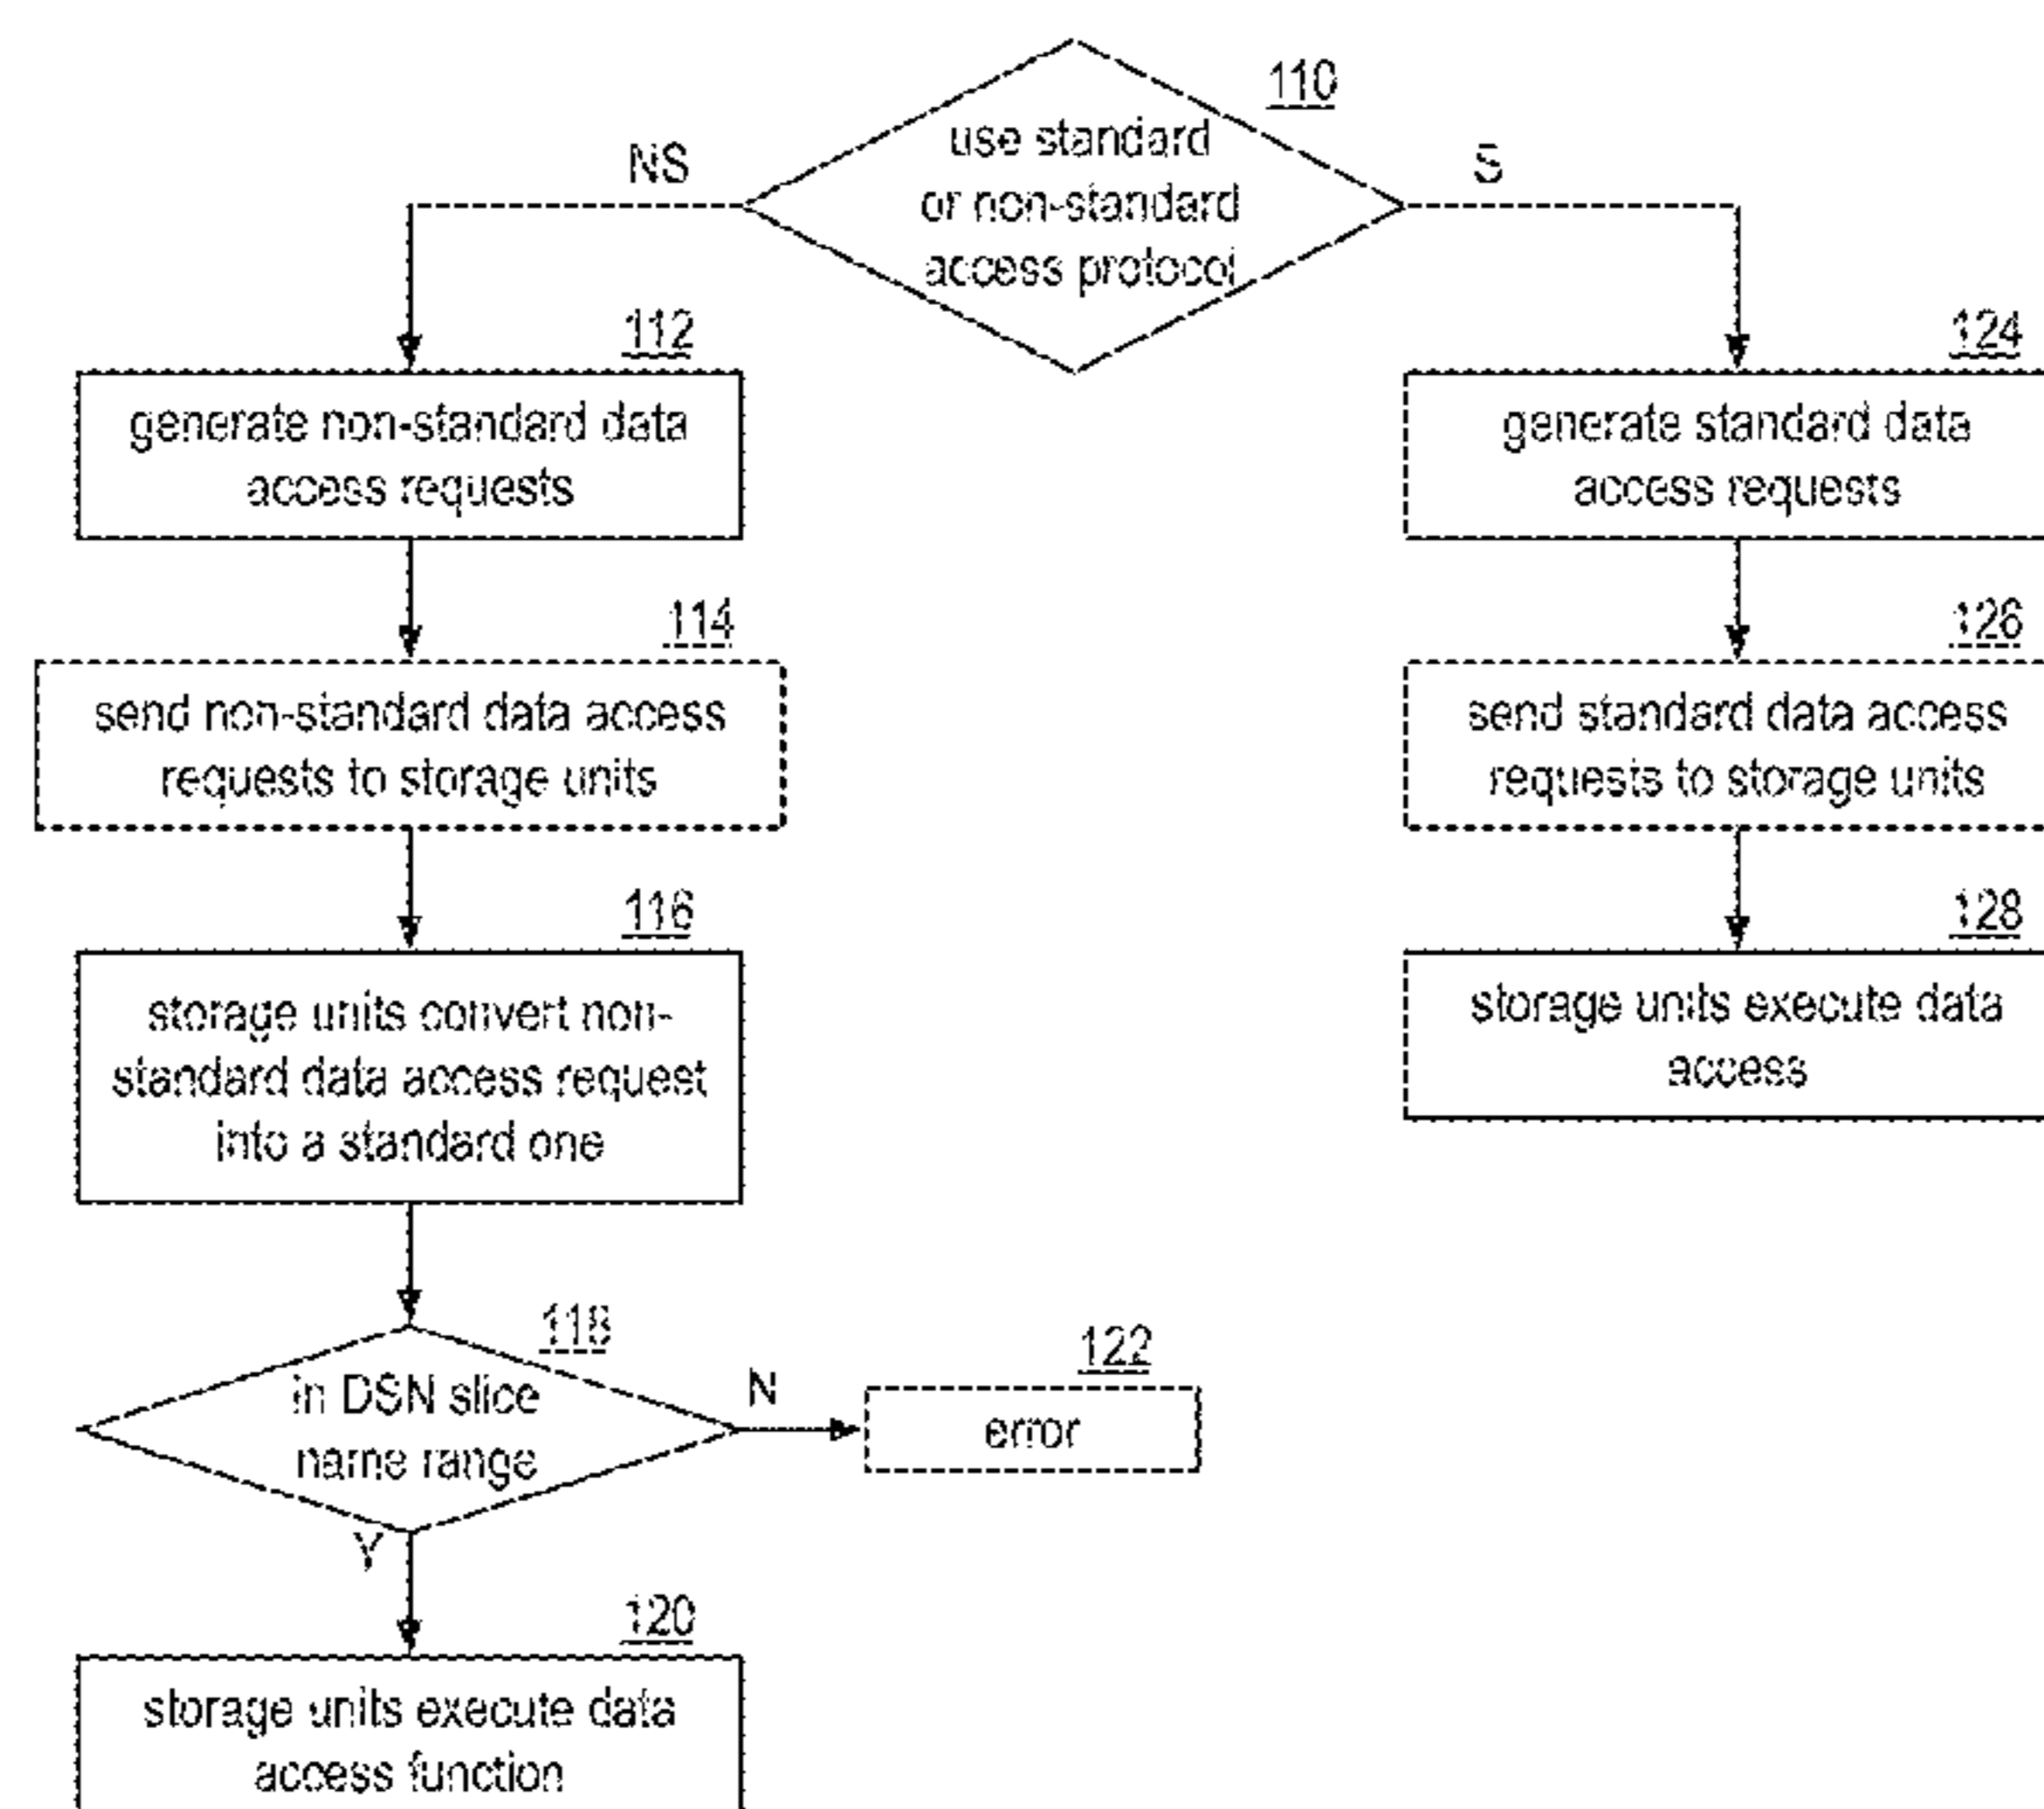 110
use standard
or non-standard
access protocol
NS
S
112
generate non-standard data
access requests
114
send non-standard data access
requests to storage units
116
storage units convert non-
standard data access request
into a standard one
118
in DSN slice
name range
N
122
error
Y
120
storage units execute data
access function
124
generate standard data
access requests
126
send standard data access
requests to storage units
128
storage units execute data
access